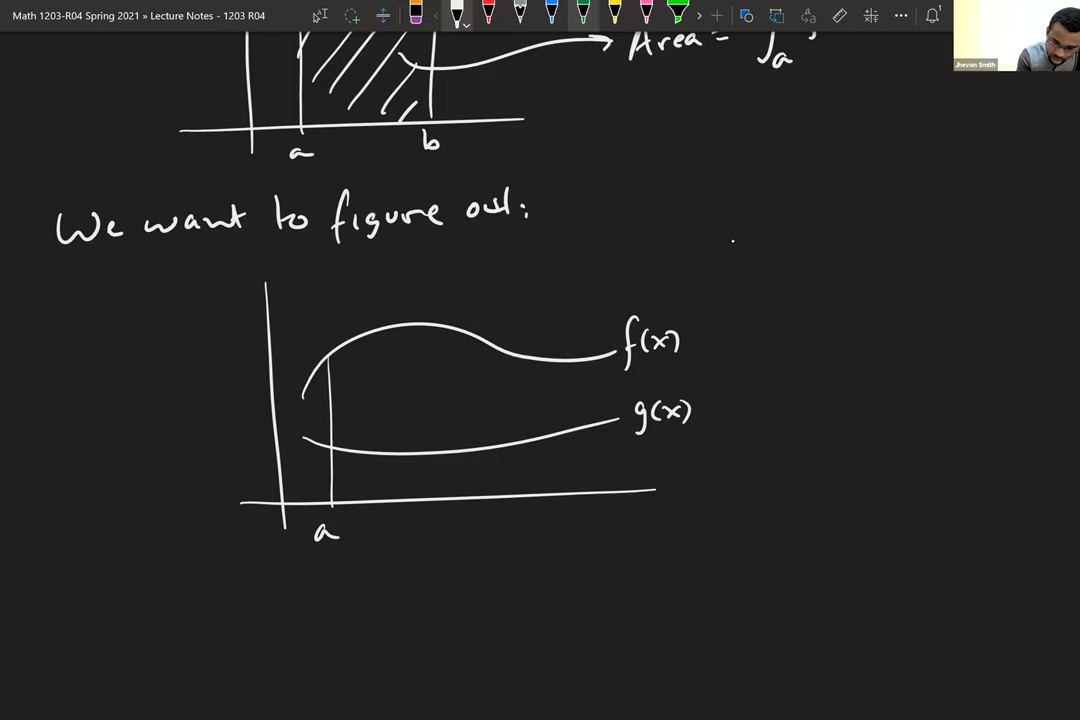 Math 1203-R04 Spring 2021 » Lecture Notes - 1203 R04
Jhevon Smith
Area = ∫a
a
b
We want to figure out:
f(x)
g(x)
a